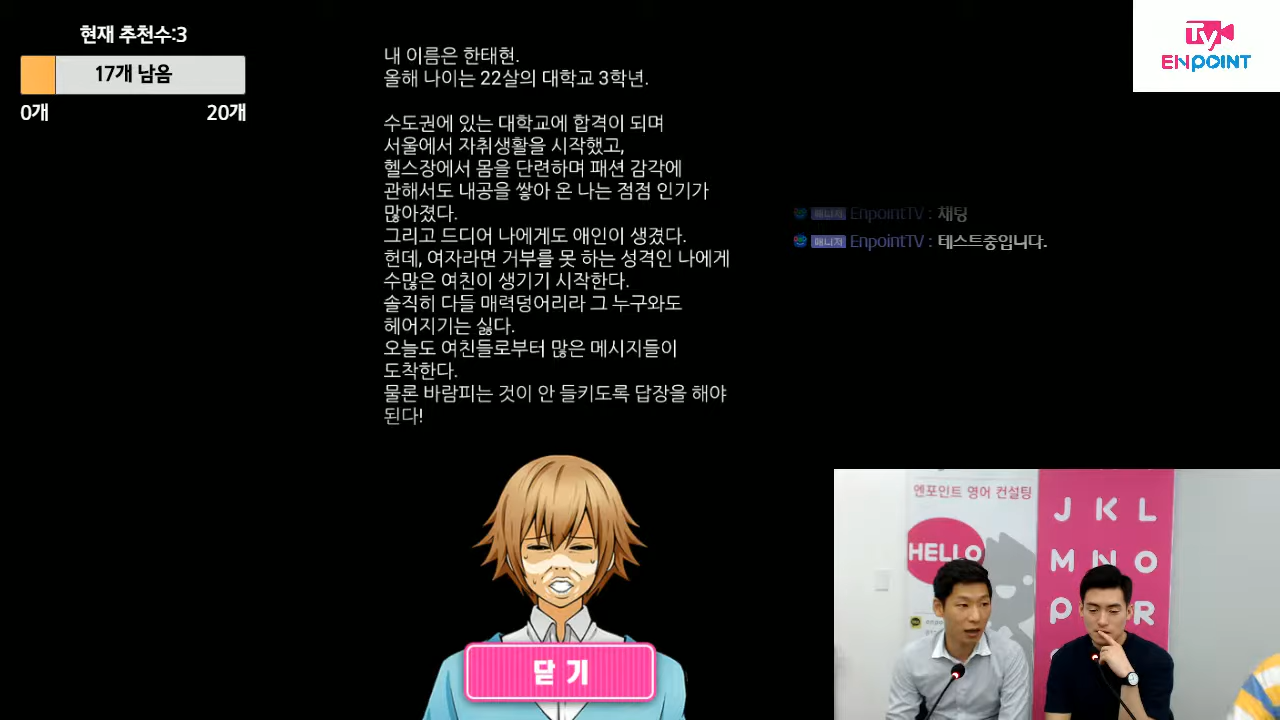 현재 추천수:3
17개 남음
0개
20개
내 이름은 한태현.
올해 나이는 22살의 대학교 3학년.
수도권에 있는 대학교에 합격이 되며
서울에서 자취생활을 시작했고,
헬스장에서 몸을 단련하며 패션 감각에
관해서도 내공을 쌓아 온 나는 점점 인기가
많아졌다.
그리고 드디어 나에게도 애인이 생겼다.
헌데, 여자라면 거부를 못 하는 성격인 나에게
수많은 여친이 생기기 시작한다.
솔직히 다들 매력덩어리라 그 누구와도
헤어지기는 싫다.
오늘도 여친들로부터 많은 메시지들이
도착한다.
물론 바람피는 것이 안 들키도록 답장을 해야
된다!
닫기
TV
ENPOINT
매니저 EnpointTV : 채팅
매니저 EnpointTV : 테스트중입니다.
엔포인트 영어 컨설팅
HELLO
J K L
M N O
P R